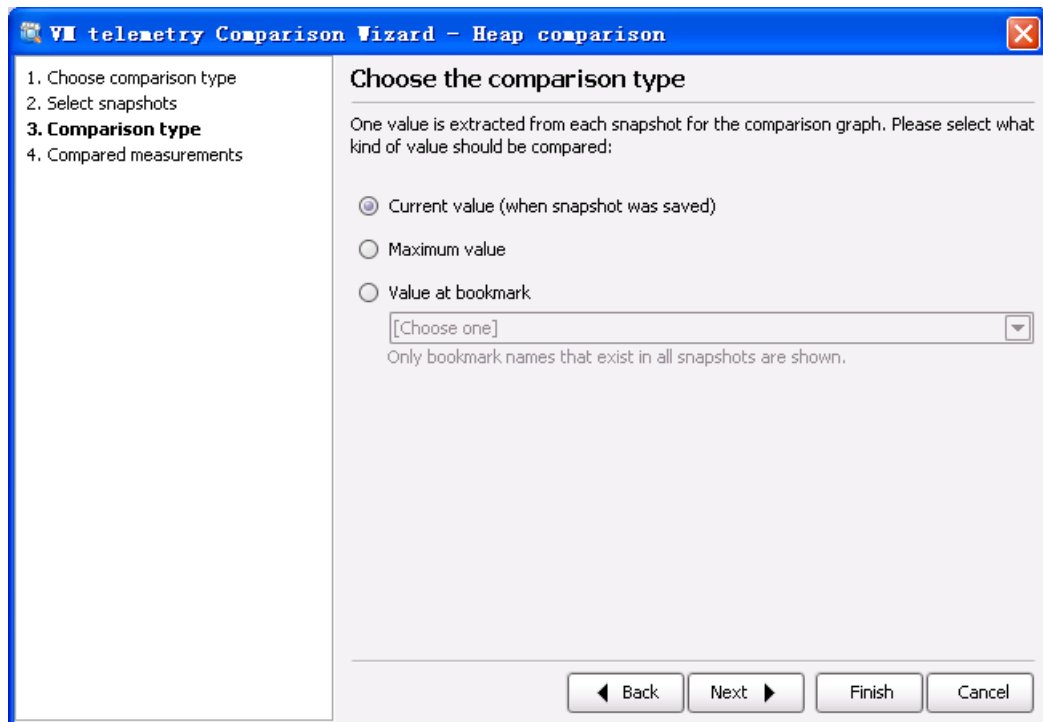 VM telemetry Comparison Wizard - Heap comparison
1. Choose comparison type
2. Select snapshots
3. Comparison type
4. Compared measurements
Choose the comparison type
One value is extracted from each snapshot for the comparison graph. Please select what
kind of value should be compared:
Current value (when snapshot was saved)
Maximum value
Value at bookmark
[Choose one]
Only bookmark names that exist in all snapshots are shown.
Back
Next
Finish
Cancel